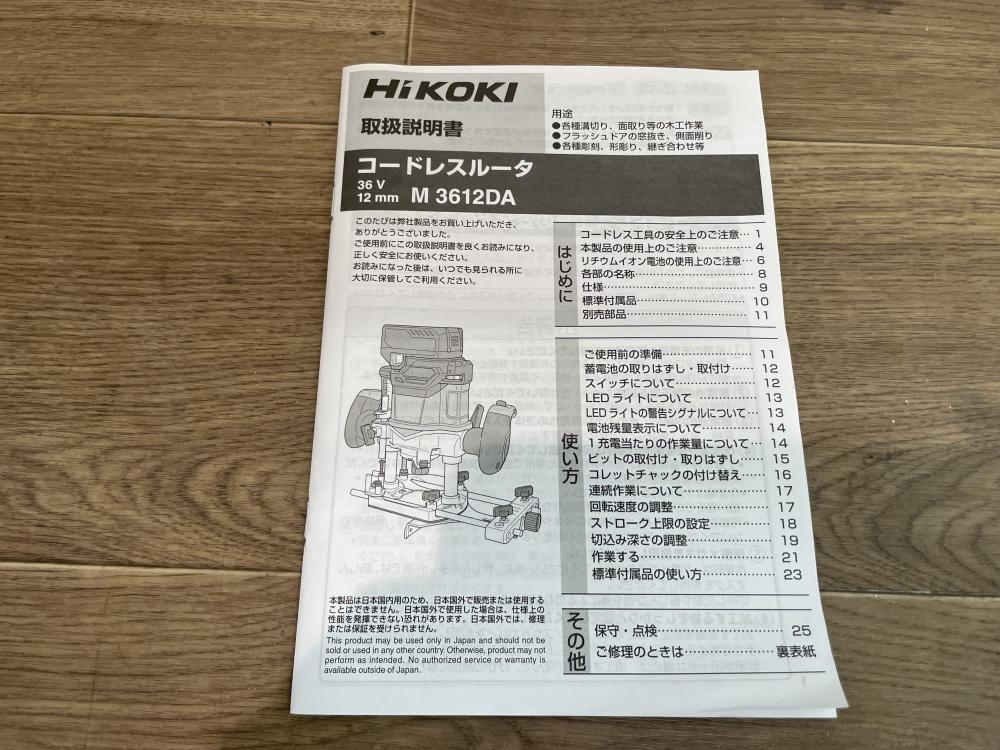 HiKOKI
取扱説明書
用途
●各種溝切り、面取り等の木工作業
●フラッシュドアの窓抜き、側面削り
●各種彫刻、形彫り、継ぎ合わせ等
コードレスルータ
36 V
12 mm M 3612DA
このたびは弊社製品をお買い上げいただき、
ありがとうございました。
ご使用前にこの取扱説明書を良くお読みになり、
正しく安全にお使いください。
お読みになった後は、いつでも見られる所に
大切に保管してご利用ください。
はじめに
コードレス工具の安全上のご注意… 1
本製品の使用上のご注意………… 4
リチウムイオン電池の使用上のご注意… 6
各部の名称……………………… 8
仕様……………………………… 9
標準付属品……………………… 10
別売部品………………………… 11
使い方
ご使用前の準備………………… 11
蓄電池の取りはずし・取付け…… 12
スイッチについて……………… 12
LEDライトについて …………… 13
LEDライトの警告シグナルについて… 13
電池残量表示について………… 14
1充電当たりの作業量について… 14
ビットの取付け・取りはずし…… 15
コレットチャックの付け替え…… 16
連続作業について……………… 17
回転速度の調整………………… 17
ストローク上限の設定………… 18
切込み深さの調整……………… 19
作業する………………………… 21
標準付属品の使い方…………… 23
その他
保守・点検……………………… 25
ご修理のときは………………… 裏表紙
本製品は日本国内用のため、日本国外で販売または使用する
ことはできません。日本国外で使用した場合は、仕様上の
性能を発揮できない恐れがあります。日本国外では、修理
または保証を受けられません。
This product may be used only in Japan and should not be
sold or used in any other country. Otherwise, product may not
perform as intended. No authorized service or warranty is
available outside of Japan.